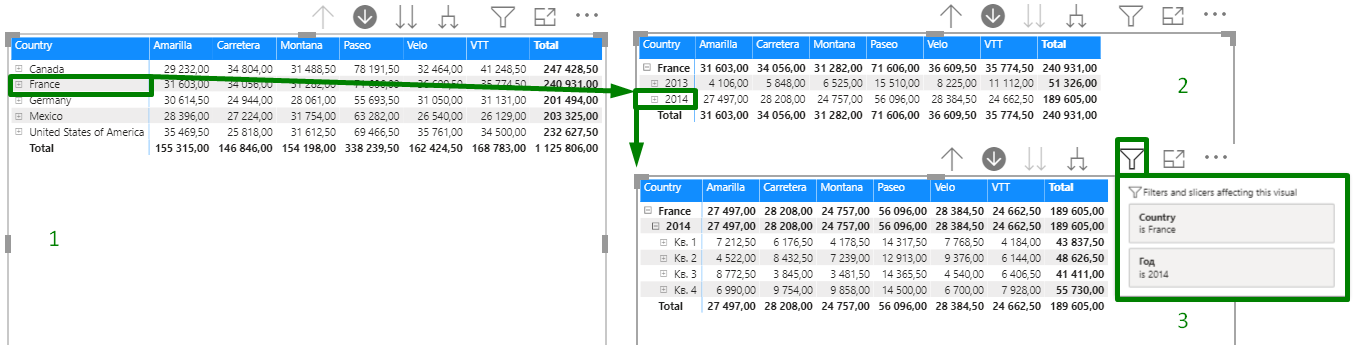 Country Amarilla Carretera Montana Paseo Velo VTT Total
Canada 29 232,00 34 804,00 31 488,50 78 191,50 32 464,00 41 248,50 247 428,50
France 31 603,00 34 056,00 31 282,00 35 774,50 240 931,00
Germany 30 614,50 24 944,00 28 061,00 55 693,50 31 050,00 31 131,00 201 494,00
Mexico 28 396,00 27 224,00 31 754,00 63 282,00 26 540,00 26 129,00 203 325,00
United States of America 35 469,50 25 818,00 31 612,50 69 466,50 35 761,00 34 500,00 232 627,50
Total 155 315,00 146 846,00 154 198,00 338 239,50 162 424,50 168 783,00 1 125 806,00
1
Country Amarilla Carretera Montana Paseo Velo VTT Total
France 31 603,00 34 056,00 31 282,00 71 606,00 36 609,50 35 774,50 240 931,00
2013 4 106,00 5 848,00 6 525,00 15 510,00 8 225,00 11 112,00 51 326,00
2014 27 497,00 28 208,00 24 757,00 56 096,00 28 384,50 24 662,50 189 605,00
Total 31 603,00 34 056,00 31 282,00 71 606,00 36 609,50 35 774,50 240 931,00
2
Country Amarilla Carretera Montana Paseo Velo VTT Total
France 27 497,00 28 208,00 24 757,00 56 096,00 28 384,50 24 662,50 189 605,00
2014 27 497,00 28 208,00 24 757,00 56 096,00 28 384,50 24 662,50 189 605,00
Кв. 1 7 212,50 6 176,50 4 178,50 14 317,50 7 768,50 4 184,00 43 837,50
Кв. 2 4 522,00 8 432,50 7 239,00 12 913,00 9 376,00 6 144,00 48 626,50
Кв. 3 8 772,50 3 845,00 3 481,50 14 365,50 4 540,00 6 406,50 41 411,00
Кв. 4 6 990,00 9 754,00 9 858,00 14 500,00 6 700,00 7 928,00 55 730,00
Total 27 497,00 28 208,00 24 757,00 56 096,00 28 384,50 24 662,50 189 605,00
Filters and slicers affecting this visual
Country
is France
Год
is 2014
3